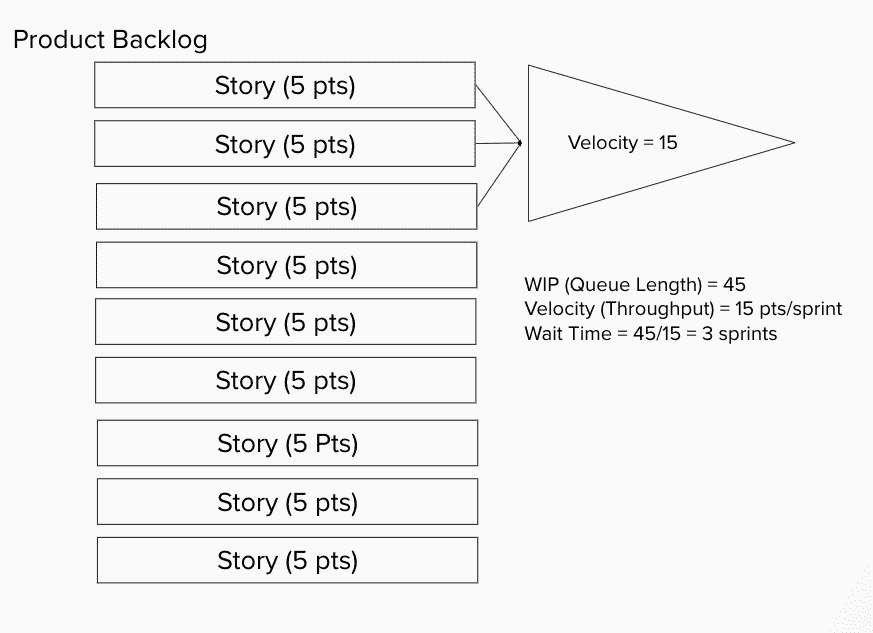 Product Backlog
Story (5 pts)
Story (5 pts)
Story (5 pts)
Story (5 pts)
Story (5 pts)
Story (5 pts)
Story (5 Pts)
Story (5 pts)
Story (5 pts)
Velocity = 15
WIP (Queue Length) = 45
Velocity (Throughput) = 15 pts/sprint
Wait Time = 45/15 = 3 sprints